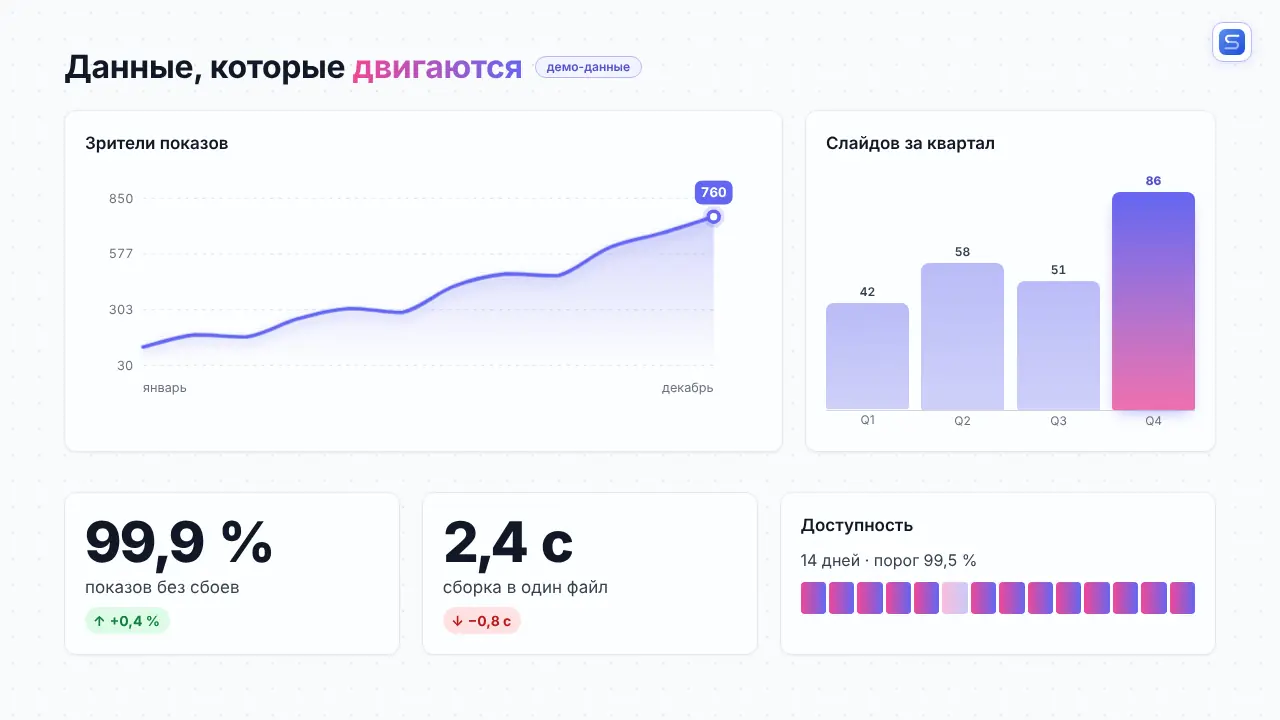 Данные, которые двигаются
демо-данные
Зрители показов
850
577
303
30
760
январь
декабрь
Слайдов за квартал
42
58
51
86
Q1
Q2
Q3
Q4
99,9 %
показов без сбоев
↑ +0,4 %
2,4 с
сборка в один файл
↓ −0,8 с
Доступность
14 дней · порог 99,5 %